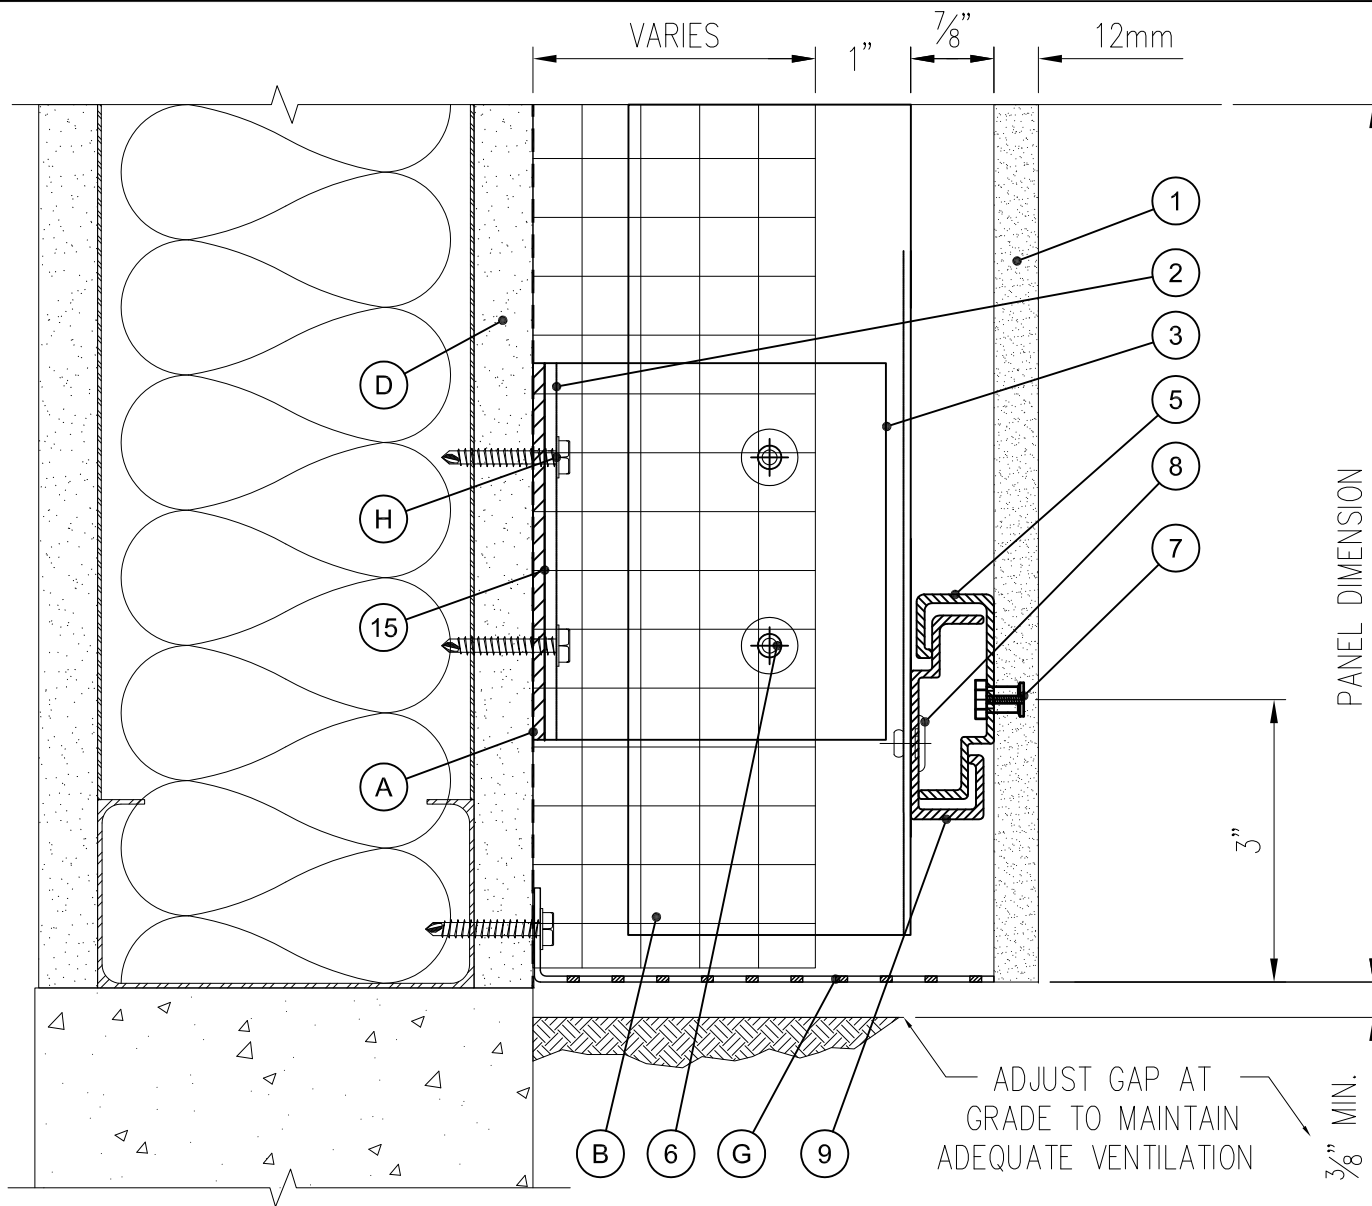 VARIES
1"
7/8"
12mm
1
2
3
D
5
8
H
7
PANEL DIMENSION
15
A
3"
ADJUST GAP AT
GRADE TO MAINTAIN
ADEQUATE VENTILATION
3/8" MIN.
B
6
G
9